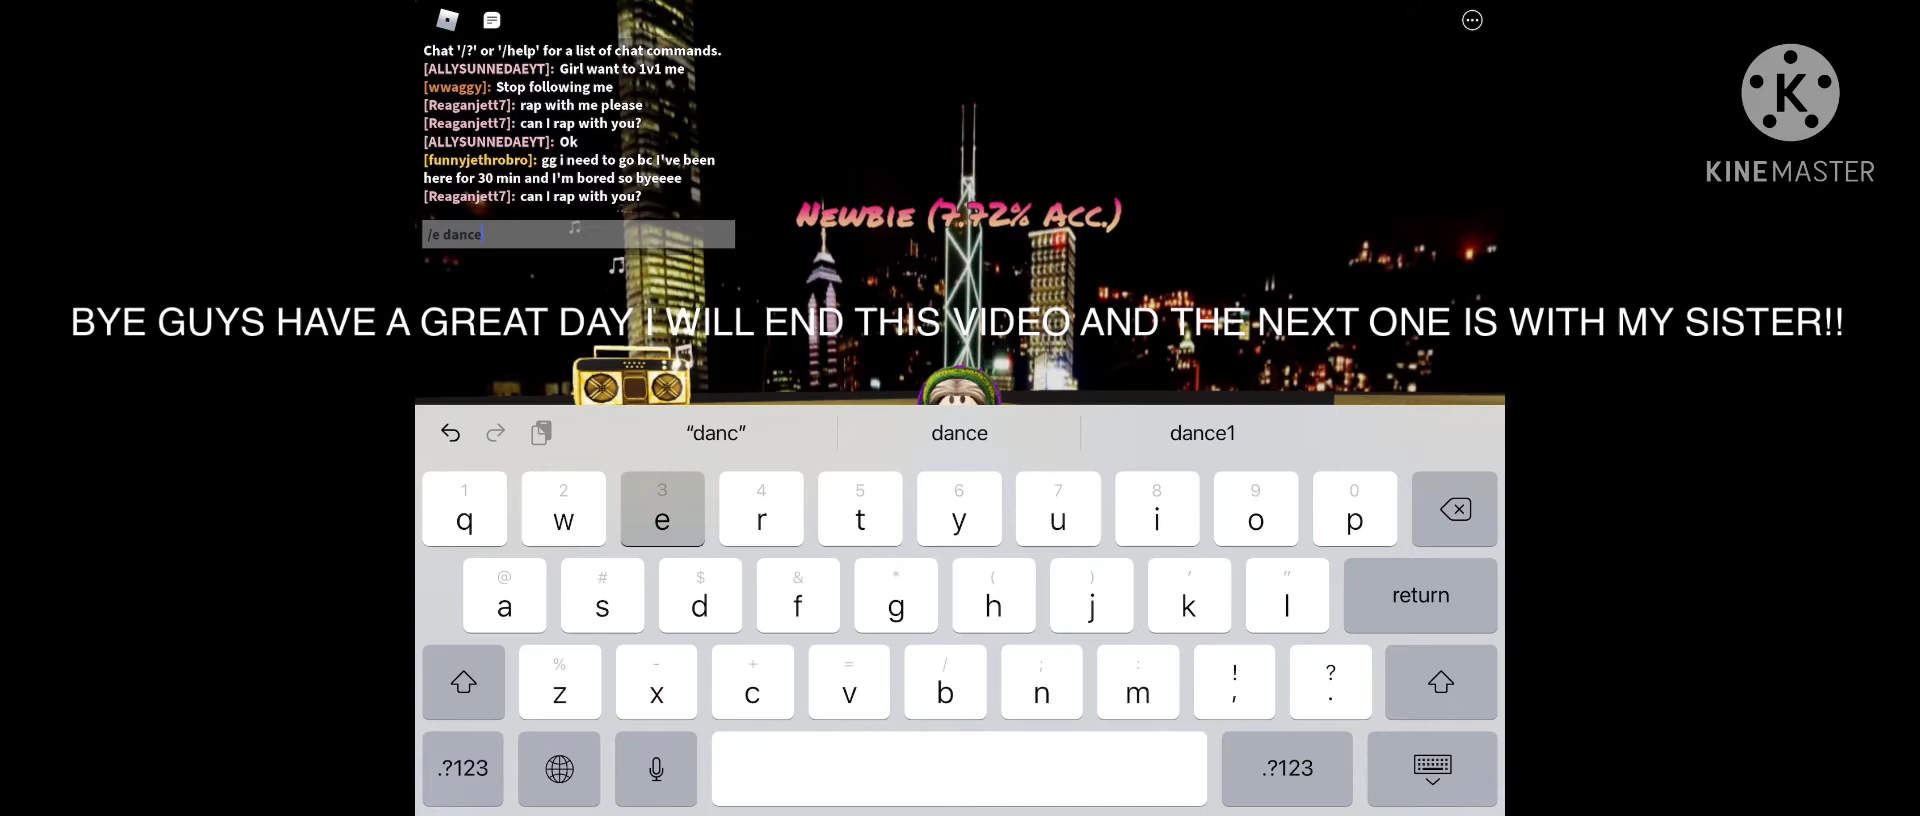 Chat '/?' or '/help' for a list of chat commands.
[ALLYSUNNEDAEYT]: Girl want to 1v1 me
[wwaggy]: Stop following me
[Reaganjett7]: rap with me please
[Reaganjett7]: can I rap with you?
[ALLYSUNNEDAEYT]: Ok
[funnyjethrobro]: gg i need to go bc I've been
here for 30 min and I'm bored so byeeee
[Reaganjett7]: can I rap with you?
/e dance
Newbie (7.72% Acc.)
K
KINEMASTER
BYE GUYS HAVE A GREAT DAY I WILL END THIS VIDEO AND THE NEXT ONE IS WITH MY SISTER!!
“danc” dance dance1
1 2 3 4 5 6 7 8 9 0
q w e r t y u i o p
@ # $ & * ( ) ' "
a s d f g h j k l return
% - + = / ; : ! ?
z x c v b n m , .
.?123 .?123